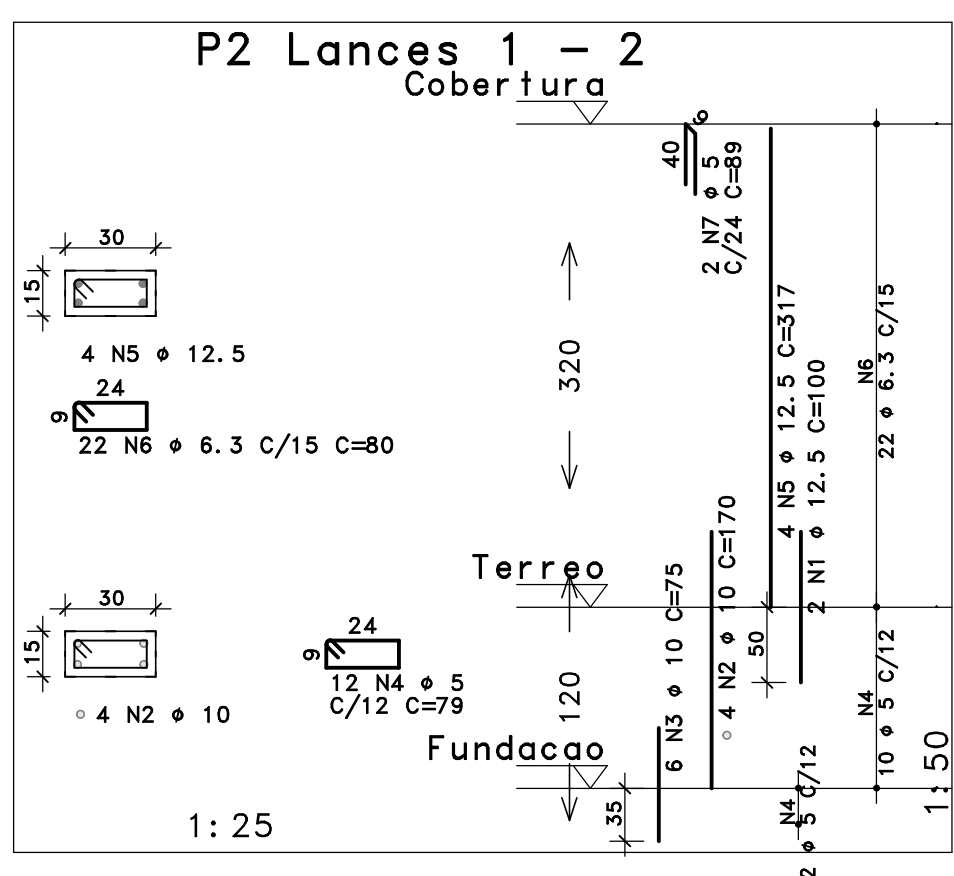 P2 Lances 1 - 2
Cobertura
6
40
2 N7 ø 5
C/24 C=89
30
15
4 N5 ø 12.5
24
9
22 N6 ø 6.3 C/15 C=80
320
4 N5 ø 12.5 C=317
2 N1 ø 12.5 C=100
N6
22 ø 6.3 C/15
Terreo
30
15
4 N2 ø 10
24
9
12 N4 ø 5
C/12 C=79
120
6 N3 ø 10 C=75
4 N2 ø 10 C=170
50
N4
10 ø 5 C/12
Fundacao
35
N4
2 ø 5 C/12
1:25
1:50